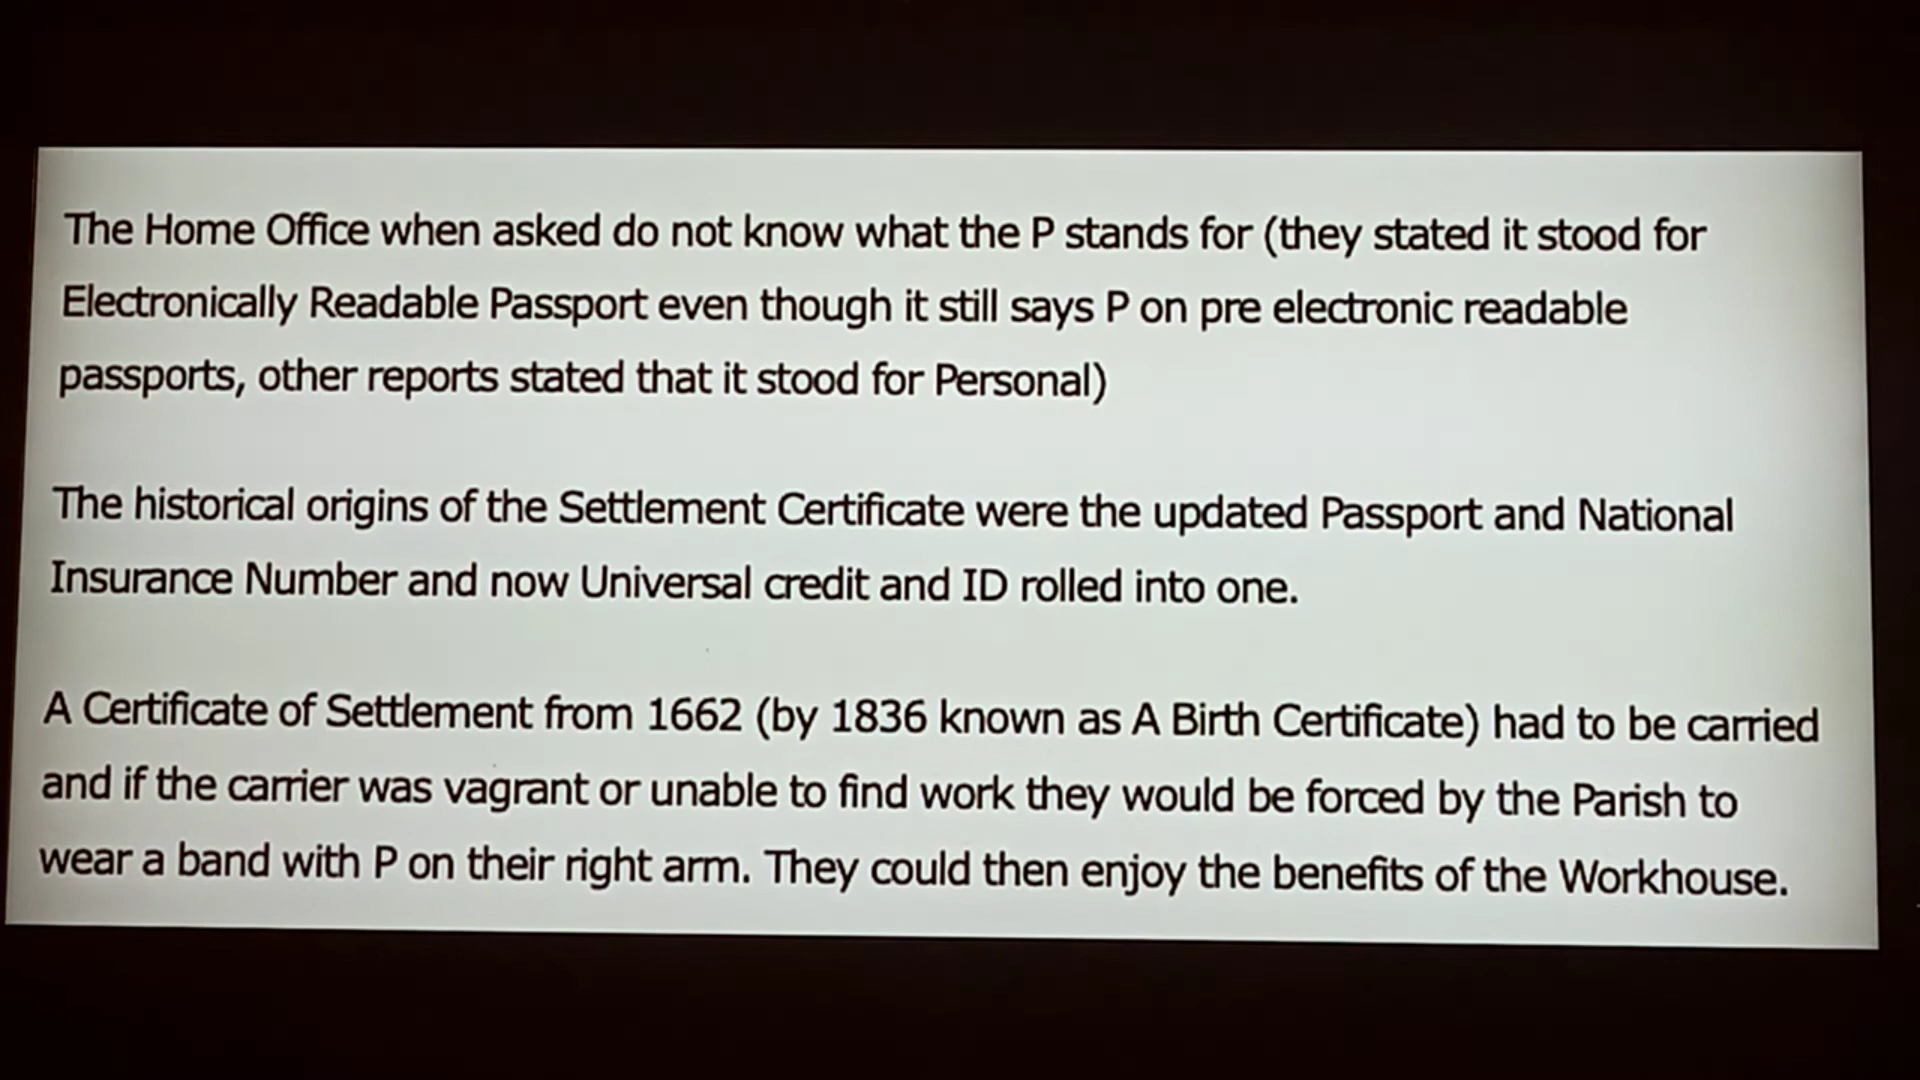 The Home Office when asked do not know what the P stands for (they stated it stood for
Electronically Readable Passport even though it still says P on pre electronic readable
passports, other reports stated that it stood for Personal)
The historical origins of the Settlement Certificate were the updated Passport and National
Insurance Number and now Universal credit and ID rolled into one.
A Certificate of Settlement from 1662 (by 1836 known as A Birth Certificate) had to be carried
and if the carrier was vagrant or unable to find work they would be forced by the Parish to
wear a band with P on their right arm. They could then enjoy the benefits of the Workhouse.